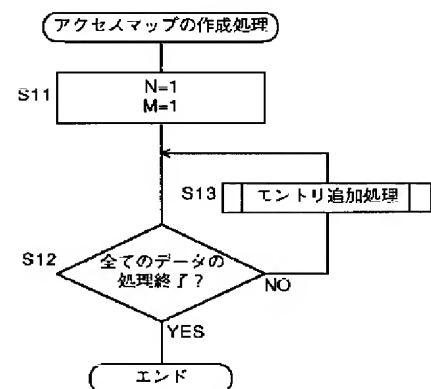 アクセスマップの作成処理
S11
N=1
M=1
S13
モントリ追加処理
S12
全てのデータの
処理終了?
NO
YES
エンド